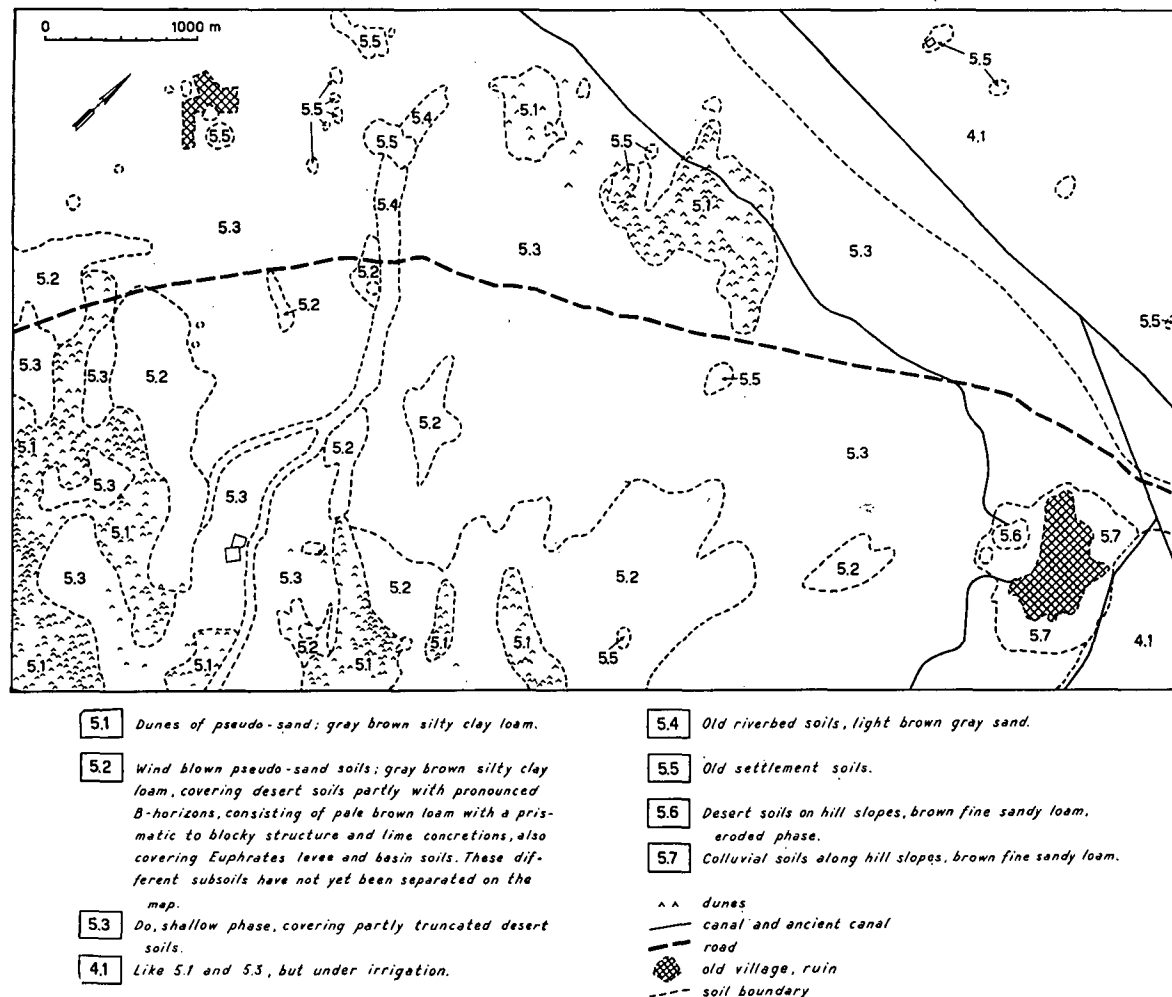 0 1000 m
5.5
5.5
5.5
5.5
5.4
5.1
5.5
5.5
4.1
5.5
5.4
5.1
5.3
5.3
5.3
5.2
5.2
5.2
5.5
5.3
5.3
5.2
5.5
5.2
5.1
5.2
5.3
5.3
5.3
5.1
5.6
5.7
5.3
5.3
5.2
5.2
5.2
5.1
5.2
5.1
5.1
5.1
5.1
5.5
5.7
4.1
5.1 Dunes of pseudo-sand; gray brown silty clay loam.
5.2 Wind blown pseudo-sand soils; gray brown silty clay
loam, covering desert soils partly with pronounced
B-horizons, consisting of pale brown loam with a pris-
matic to blocky structure and lime concretions, also
covering Euphrates levee and basin soils. These dif-
ferent subsoils have not yet been separated on the
map.
5.3 Do, shallow phase, covering partly truncated desert
soils.
4.1 Like 5.1 and 5.3, but under irrigation.
5.4 Old riverbed soils, light brown gray sand.
5.5 Old settlement soils.
5.6 Desert soils on hill slopes, brown fine sandy loam,
eroded phase.
5.7 Colluvial soils along hill slopes, brown fine sandy loam.
dunes
canal and ancient canal
road
old village, ruin
soil boundary